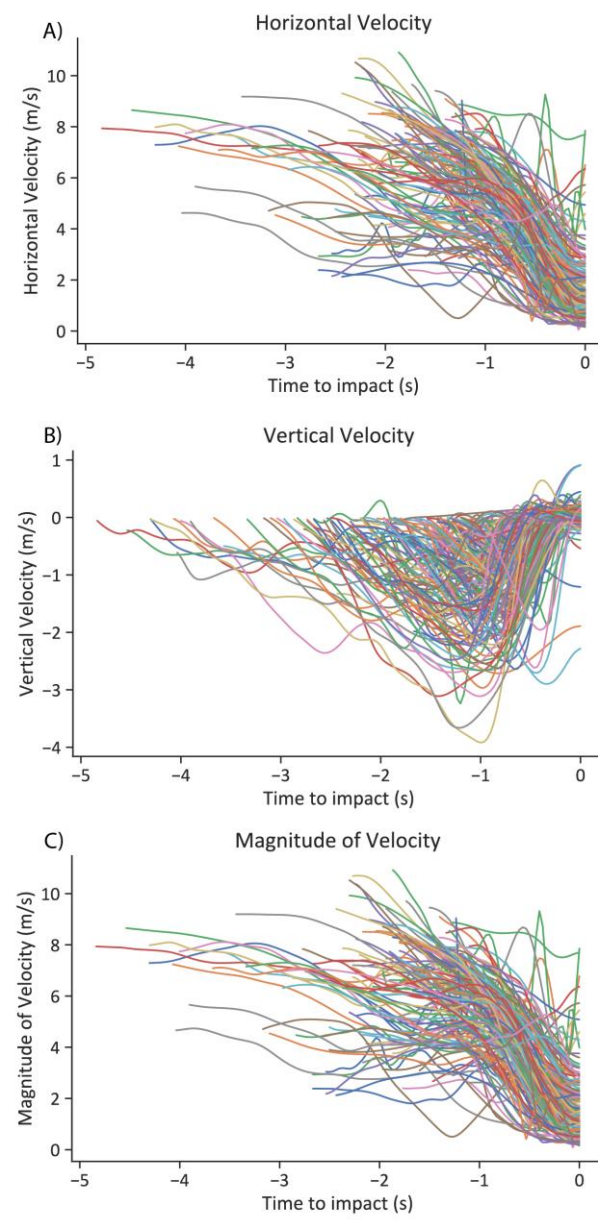 A)
Horizontal Velocity
Horizontal Velocity (m/s)
10
8
6
4
2
0
−5 −4 −3 −2 −1 0
Time to impact (s)
B)
Vertical Velocity
Vertical Velocity (m/s)
1
0
−1
−2
−3
−4
−5 −4 −3 −2 −1 0
Time to impact (s)
C)
Magnitude of Velocity
Magnitude of Velocity (m/s)
10
8
6
4
2
0
−5 −4 −3 −2 −1 0
Time to impact (s)